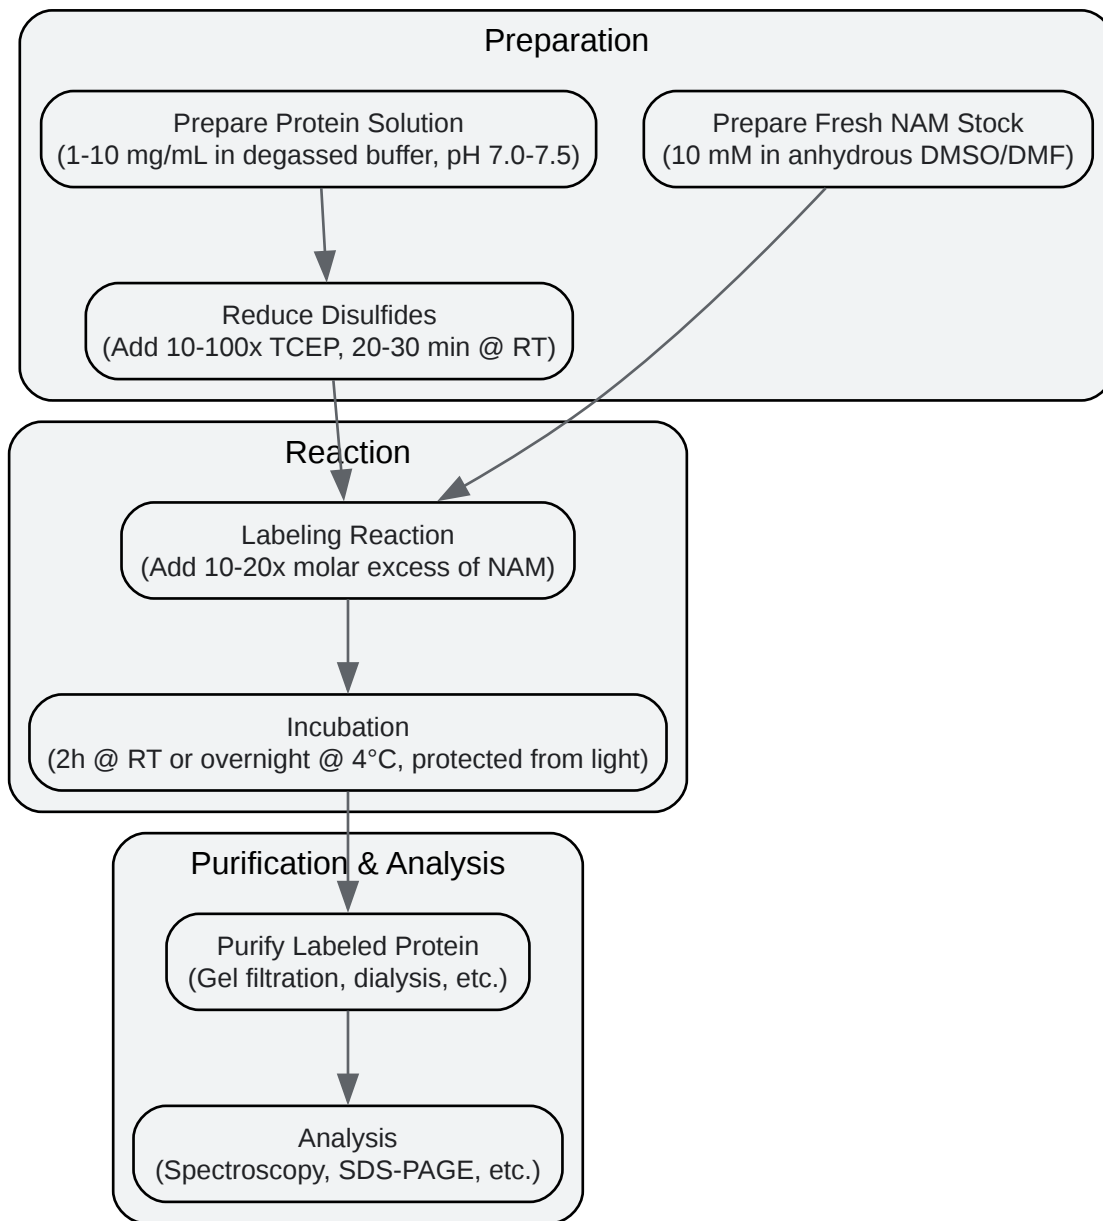 Preparation
Prepare Protein Solution
(1-10 mg/mL in degassed buffer, pH 7.0-7.5)
Prepare Fresh NAM Stock
(10 mM in anhydrous DMSO/DMF)
Reduce Disulfides
(Add 10-100x TCEP, 20-30 min @ RT)
Reaction
Labeling Reaction
(Add 10-20x molar excess of NAM)
Incubation
(2h @ RT or overnight @ 4°C, protected from light)
Purification & Analysis
Purify Labeled Protein
(Gel filtration, dialysis, etc.)
Analysis
(Spectroscopy, SDS-PAGE, etc.)